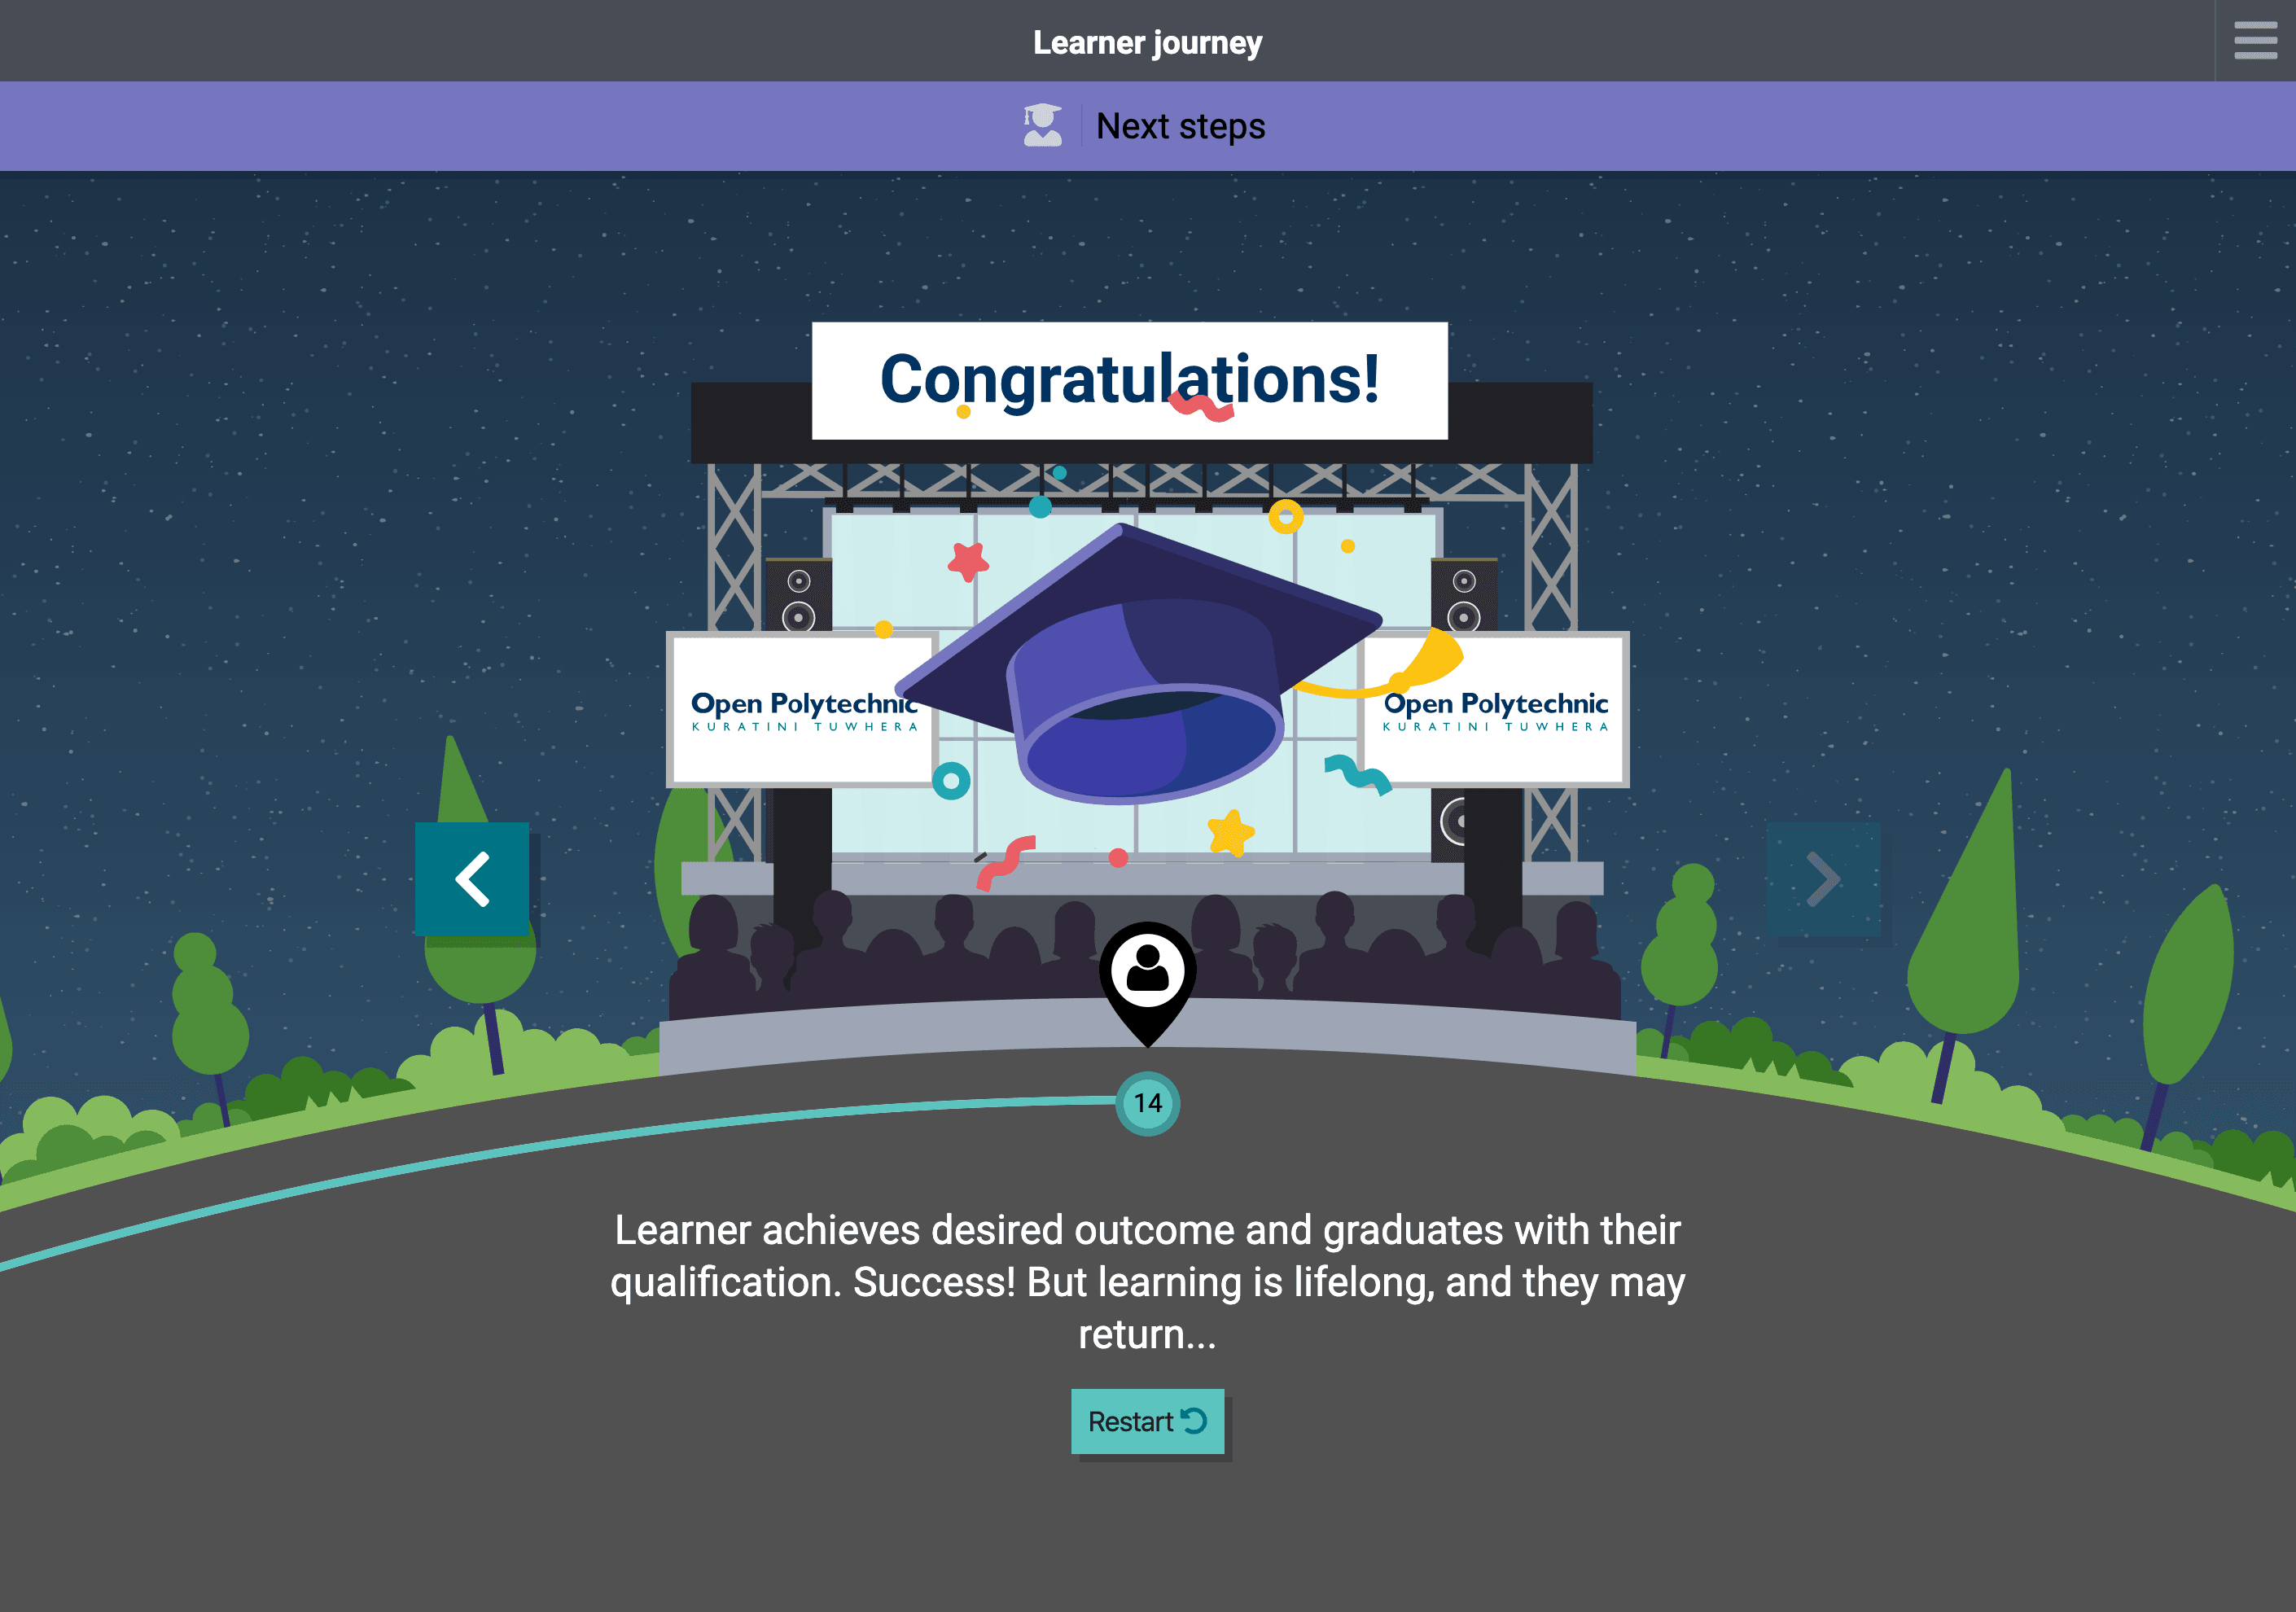 Learner journey
Next steps
Congratulations!
Open Polytechnic
KURATINI TUWHERA
Open Polytechnic
KURATINI TUWHERA
14
Learner achieves desired outcome and graduates with their
qualification. Success! But learning is lifelong, and they may
return...
Restart